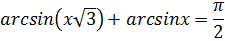 arcsin(x√3) + arcsinx = π/2